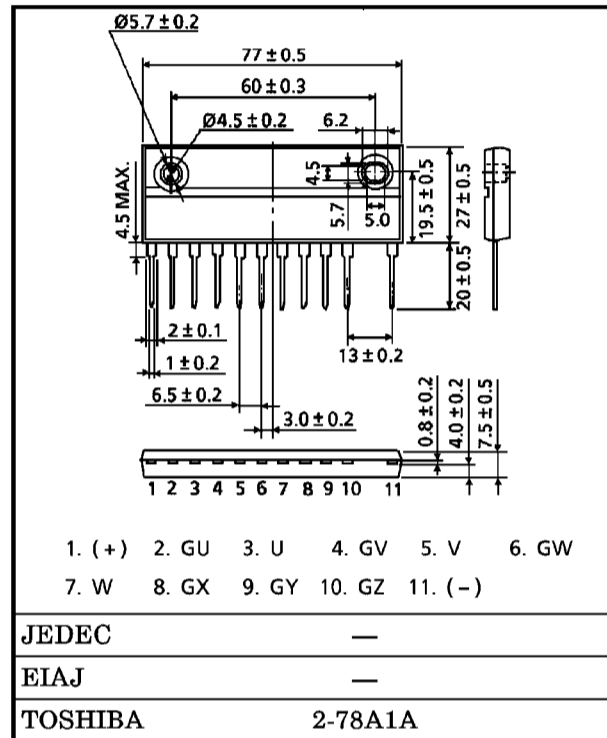 Ø5.7 ± 0.2
77 ± 0.5
60 ± 0.3
Ø4.5 ± 0.2
6.2
4.5 MAX.
4.5
5.7
5.0
19.5 ± 0.5
27 ± 0.5
20 ± 0.5
2 ± 0.1
1 ± 0.2
13 ± 0.2
6.5 ± 0.2
3.0 ± 0.2
0.8 ± 0.2
4.0 ± 0.2
7.5 ± 0.5
1 2 3 4 5 6 7 8 9 10 11
1. (+) 2. GU 3. U 4. GV 5. V 6. GW
7. W 8. GX 9. GY 10. GZ 11. (−)
JEDEC —
EIAJ —
TOSHIBA 2-78A1A